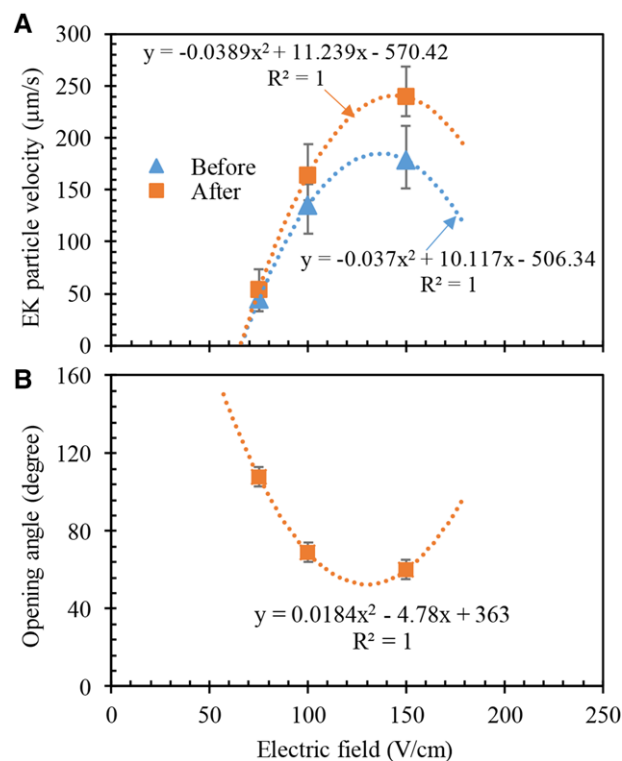 A
300
250
200
150
100
50
0
EK particle velocity (μm/s)
y = -0.0389x² + 11.239x - 570.42
R² = 1
Before
After
y = -0.037x² + 10.117x - 506.34
R² = 1
B
160
120
80
40
0
Opening angle (degree)
y = 0.0184x² - 4.78x + 363
R² = 1
0 50 100 150 200 250
Electric field (V/cm)